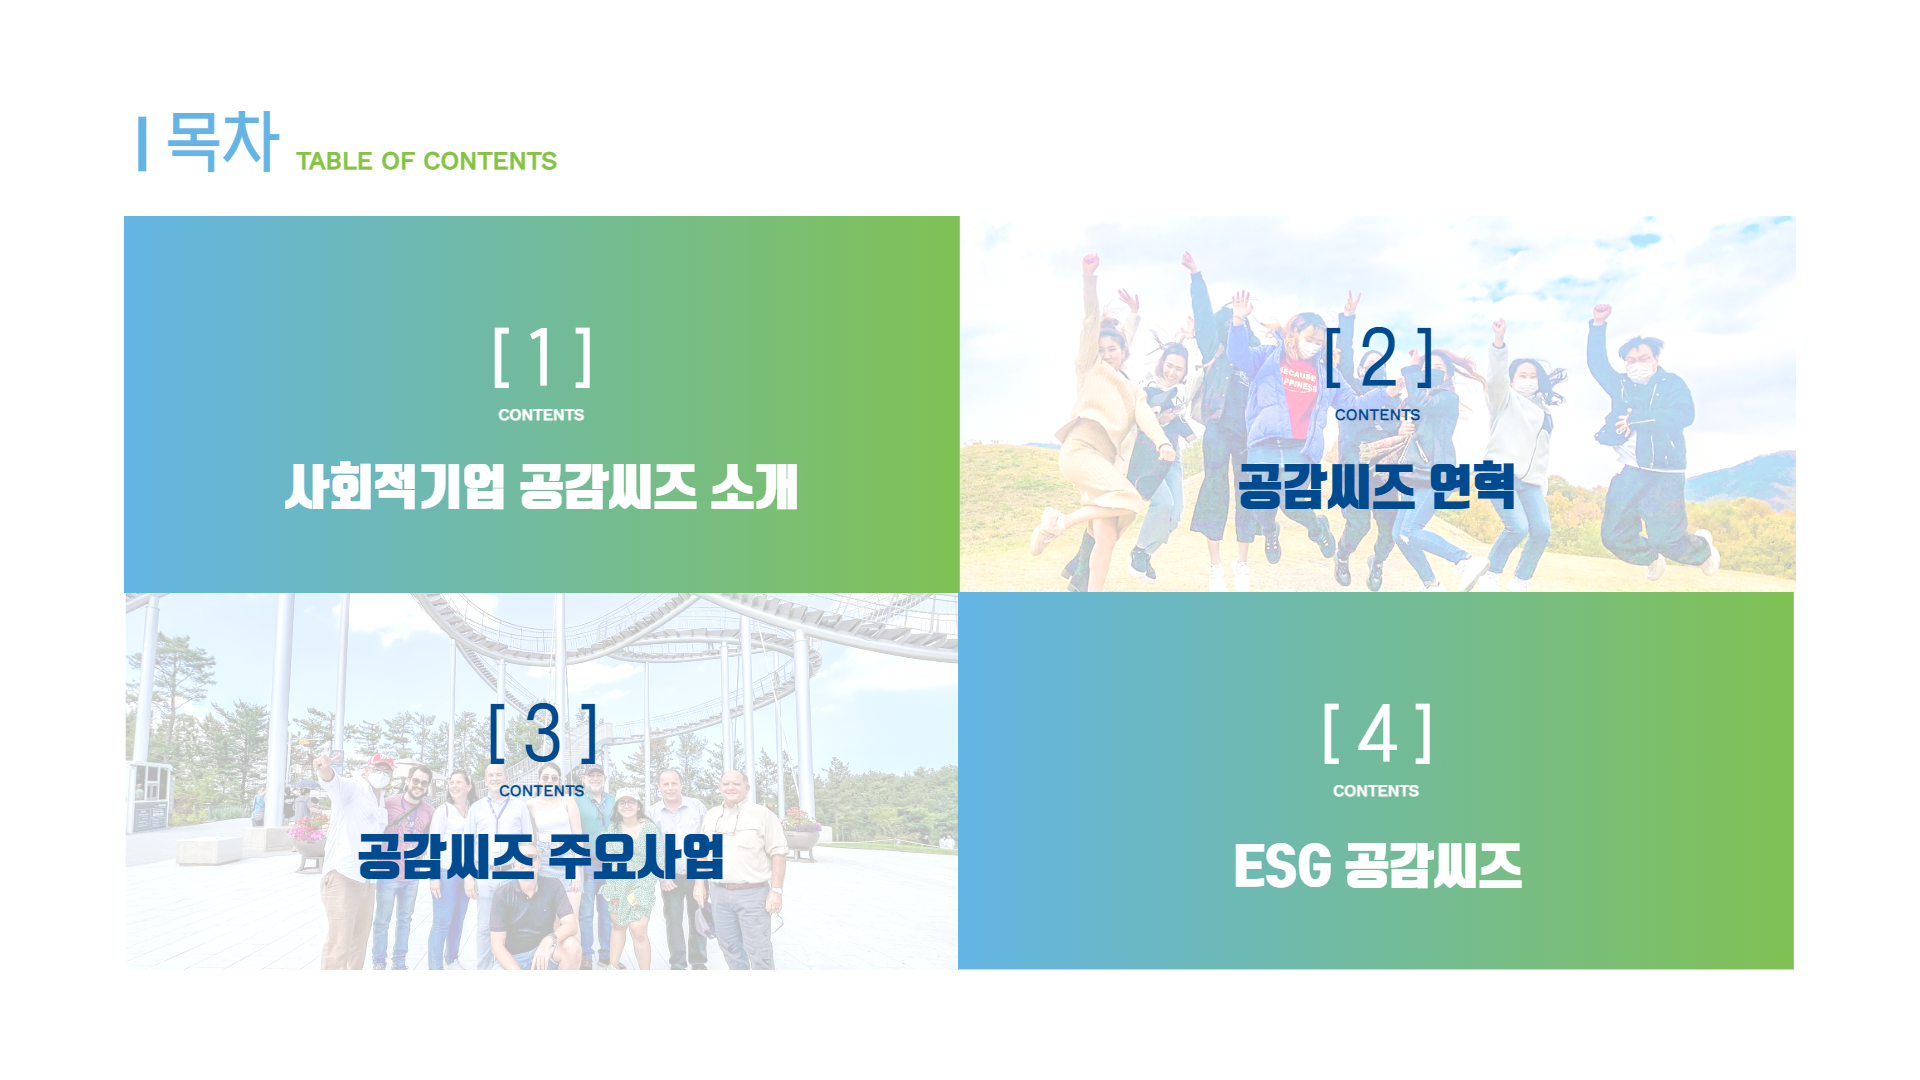 | 목차 TABLE OF CONTENTS
[ 1 ]
CONTENTS
사회적기업 공감씨즈 소개
[ 2 ]
CONTENTS
공감씨즈 연혁
BECAUSE
HAPPINESS
[ 3 ]
CONTENTS
공감씨즈 주요사업
[ 4 ]
CONTENTS
ESG 공감씨즈